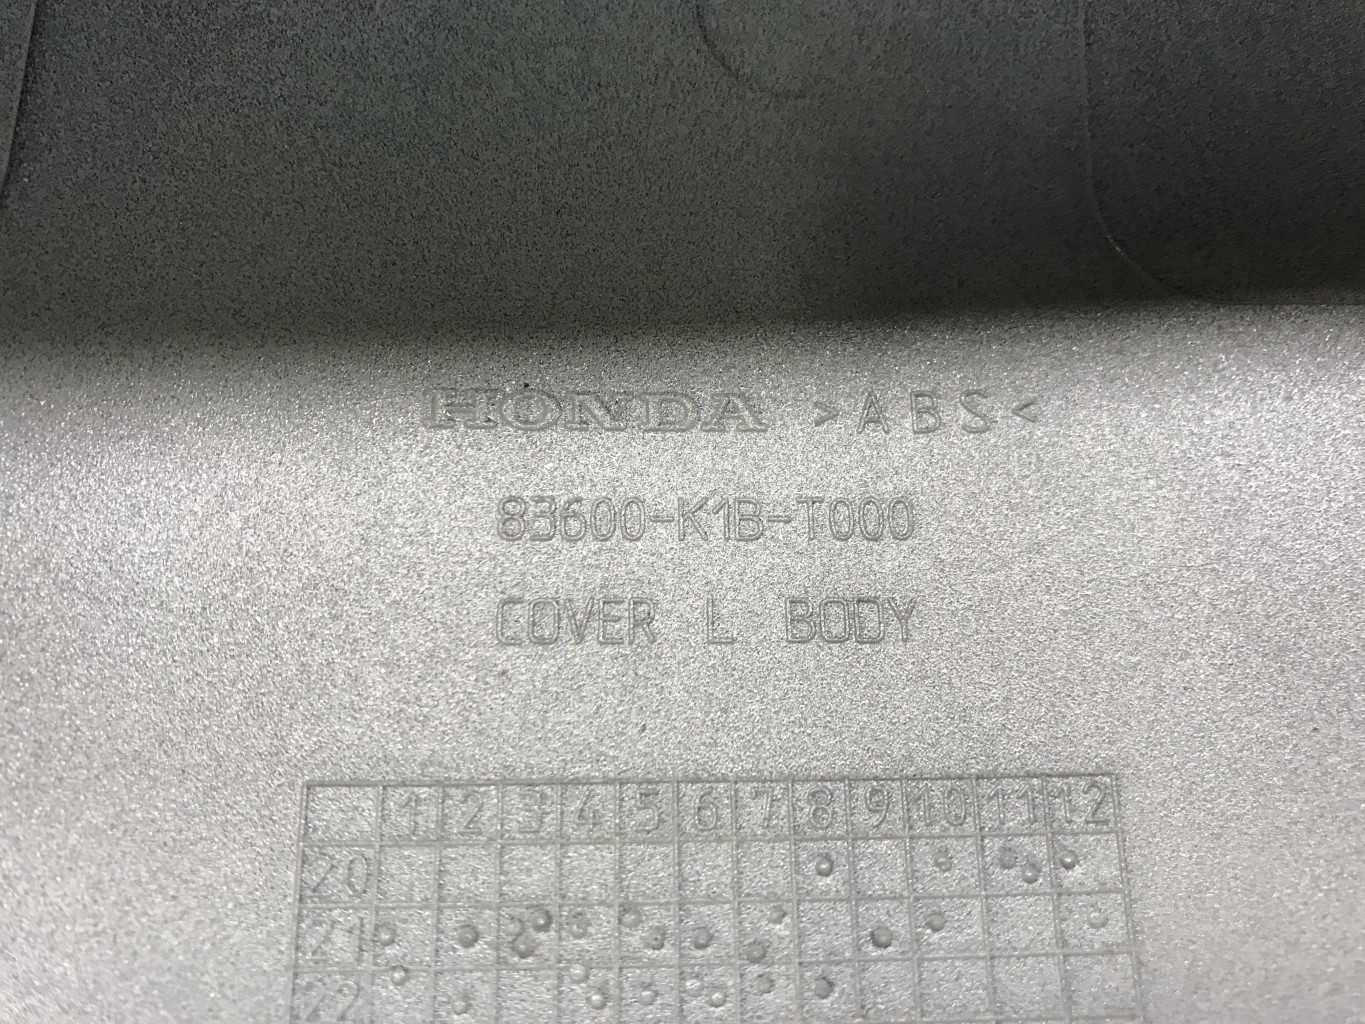 HONDA >ABS<
83600-K1B-T000
COVER L BODY
1 2 3 4 5 6 7 8 9 10 11 12
20
21
22